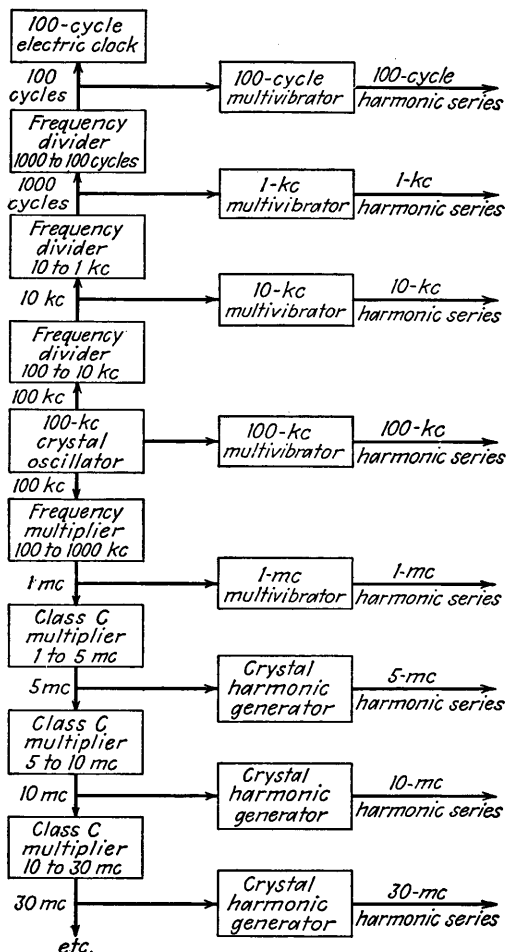 100-cycle
electric clock
100
cycles
100-cycle
multivibrator
100-cycle
harmonic series
Frequency
divider
1000 to 100 cycles
1000
cycles
1-kc
multivibrator
1-kc
harmonic series
Frequency
divider
10 to 1 kc
10 kc
10-kc
multivibrator
10-kc
harmonic series
Frequency
divider
100 to 10 kc
100 kc
100-kc
crystal
oscillator
100-kc
multivibrator
100-kc
harmonic series
100 kc
Frequency
multiplier
100 to 1000 kc
1 mc
1-mc
multivibrator
1-mc
harmonic series
Class C
multiplier
1 to 5 mc
5 mc
Crystal
harmonic
generator
5-mc
harmonic series
Class C
multiplier
5 to 10 mc
10 mc
Crystal
harmonic
generator
10-mc
harmonic series
Class C
multiplier
10 to 30 mc
30 mc
Crystal
harmonic
generator
30-mc
harmonic series
etc.